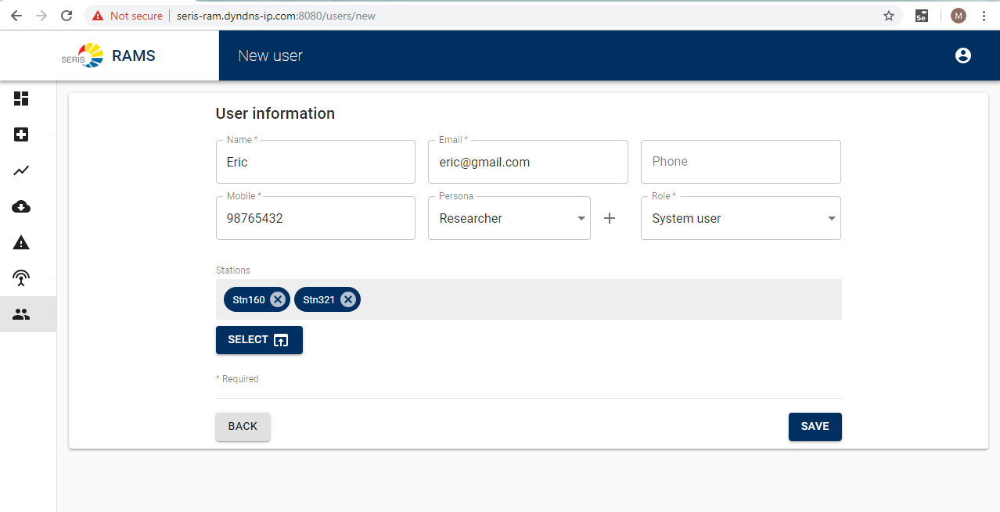 Not secure | seris-ram.dyndns-ip.com:8080/users/new
Se
M
SERIS RAMS
New user
User information
Name *
Email *
Eric
eric@gmail.com
Phone
Mobile *
Persona
Role *
98765432
Researcher
System user
Stations
Stn160
Stn321
SELECT
* Required
BACK
SAVE